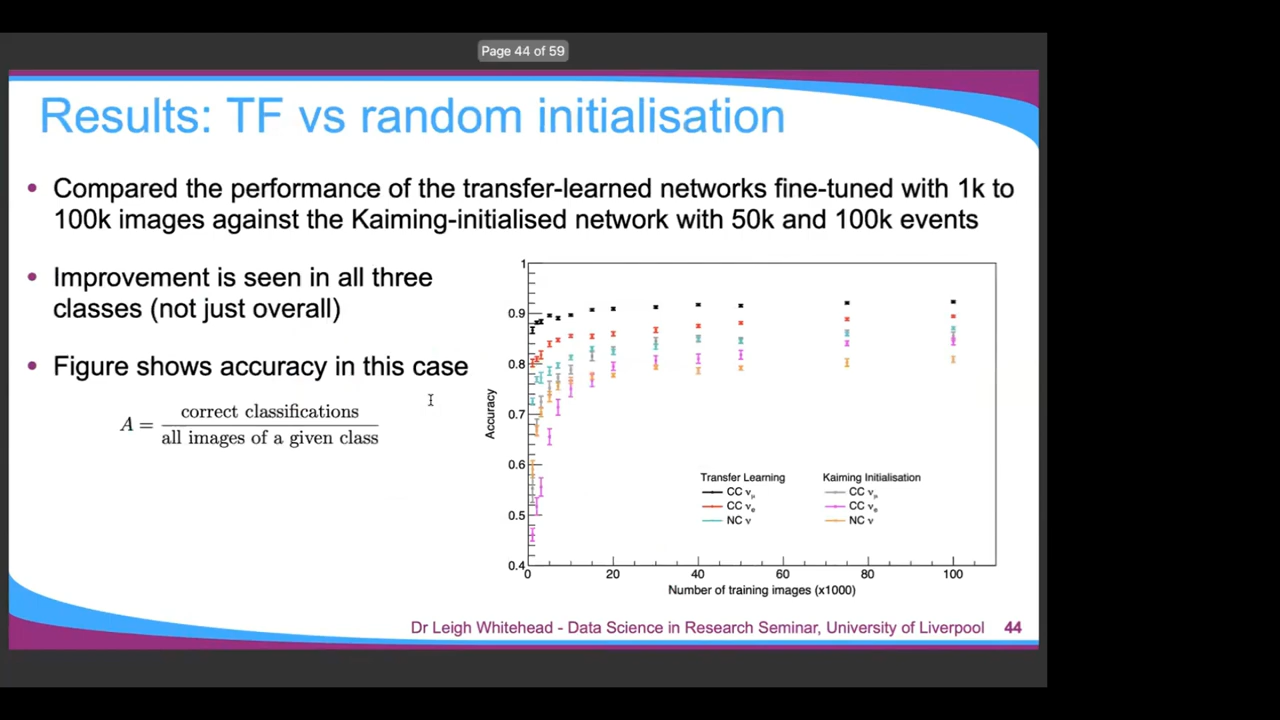 Page 44 of 59
Results: TF vs random initialisation
• Compared the performance of the transfer-learned networks fine-tuned with 1k to
100k images against the Kaiming-initialised network with 50k and 100k events
• Improvement is seen in all three
classes (not just overall)
• Figure shows accuracy in this case
A = correct classifications
all images of a given class
Accuracy
1
0.9
0.8
0.7
0.6
0.5
0.4
Transfer Learning Kaiming Initialisation
CC νμ CC νμ
CC νe CC νe
NC ν NC ν
0 20 40 60 80 100
Number of training images (x1000)
Dr Leigh Whitehead - Data Science in Research Seminar, University of Liverpool 44